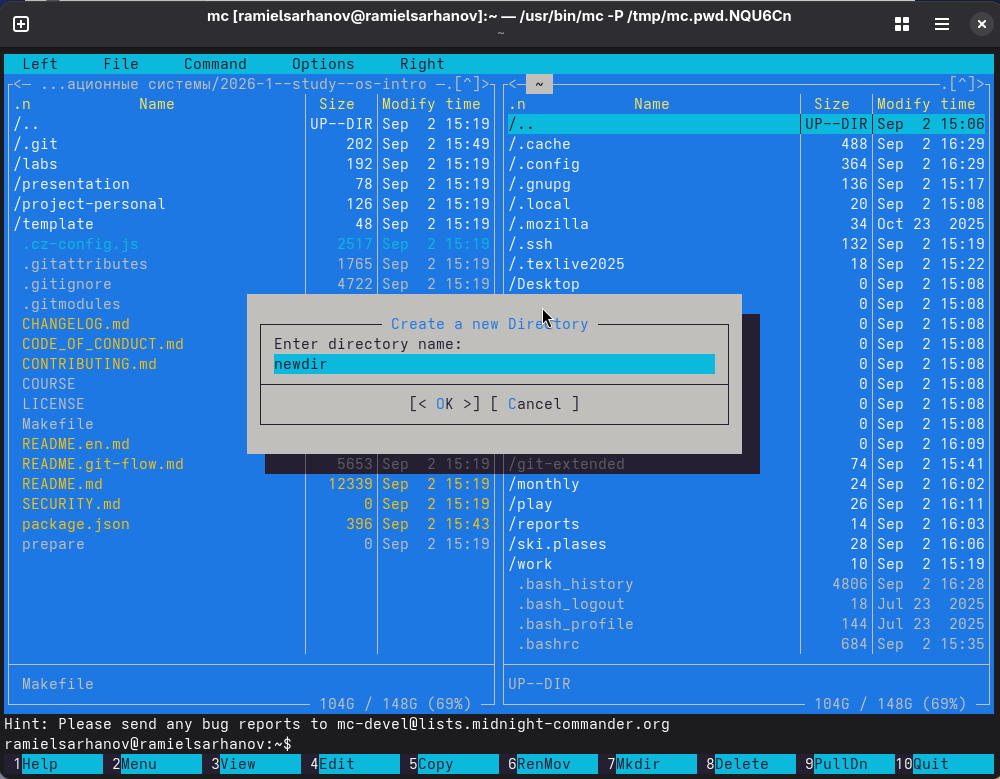 mc [ramielsarhanov@ramielsarhanov]:~ — /usr/bin/mc -P /tmp/mc.pwd.NQU6Cn
~
Left File Command Options Right
<─ ...ационные системы/2026-1--study--os-intro ─.[^]>
.n Name Size Modify time
/.. UP--DIR Sep 2 15:19
/.git 202 Sep 2 15:49
/labs 192 Sep 2 15:19
/presentation 78 Sep 2 15:19
/project-personal 126 Sep 2 15:19
/template 48 Sep 2 15:19
.cz-config.js 2517 Sep 2 15:19
.gitattributes 1765 Sep 2 15:19
.gitignore 4722 Sep 2 15:19
.gitmodules
CHANGELOG.md
CODE_OF_CONDUCT.md
CONTRIBUTING.md
COURSE
LICENSE
Makefile
README.en.md
README.git-flow.md 5653 Sep 2 15:19
README.md 12339 Sep 2 15:19
SECURITY.md 0 Sep 2 15:19
package.json 396 Sep 2 15:43
prepare 0 Sep 2 15:19
Makefile
104G / 148G (69%)
<─ ~ .[^]>
.n Name Size Modify time
/.. UP--DIR Sep 2 15:06
/.cache 488 Sep 2 16:29
/.config 364 Sep 2 16:29
/.gnupg 136 Sep 2 15:17
/.local 20 Sep 2 15:08
/.mozilla 34 Oct 23 2025
/.ssh 132 Sep 2 15:19
/.texlive2025 18 Sep 2 15:22
/Desktop 0 Sep 2 15:08
0 Sep 2 15:08
0 Sep 2 15:08
0 Sep 2 15:08
0 Sep 2 15:08
0 Sep 2 15:08
0 Sep 2 15:08
0 Sep 2 15:08
0 Sep 2 16:09
/git-extended 74 Sep 2 15:41
/monthly 24 Sep 2 16:02
/play 26 Sep 2 16:11
/reports 14 Sep 2 16:03
/ski.plases 28 Sep 2 16:06
/work 10 Sep 2 15:19
.bash_history 4806 Sep 2 16:28
.bash_logout 18 Jul 23 2025
.bash_profile 144 Jul 23 2025
.bashrc 684 Sep 2 15:35
UP--DIR
104G / 148G (69%)
Create a new Directory
Enter directory name:
newdir
[< OK >] [ Cancel ]
Hint: Please send any bug reports to mc-devel@lists.midnight-commander.org
ramielsarhanov@ramielsarhanov:~$
1Help 2Menu 3View 4Edit 5Copy 6RenMov 7Mkdir 8Delete 9PullDn 10Quit